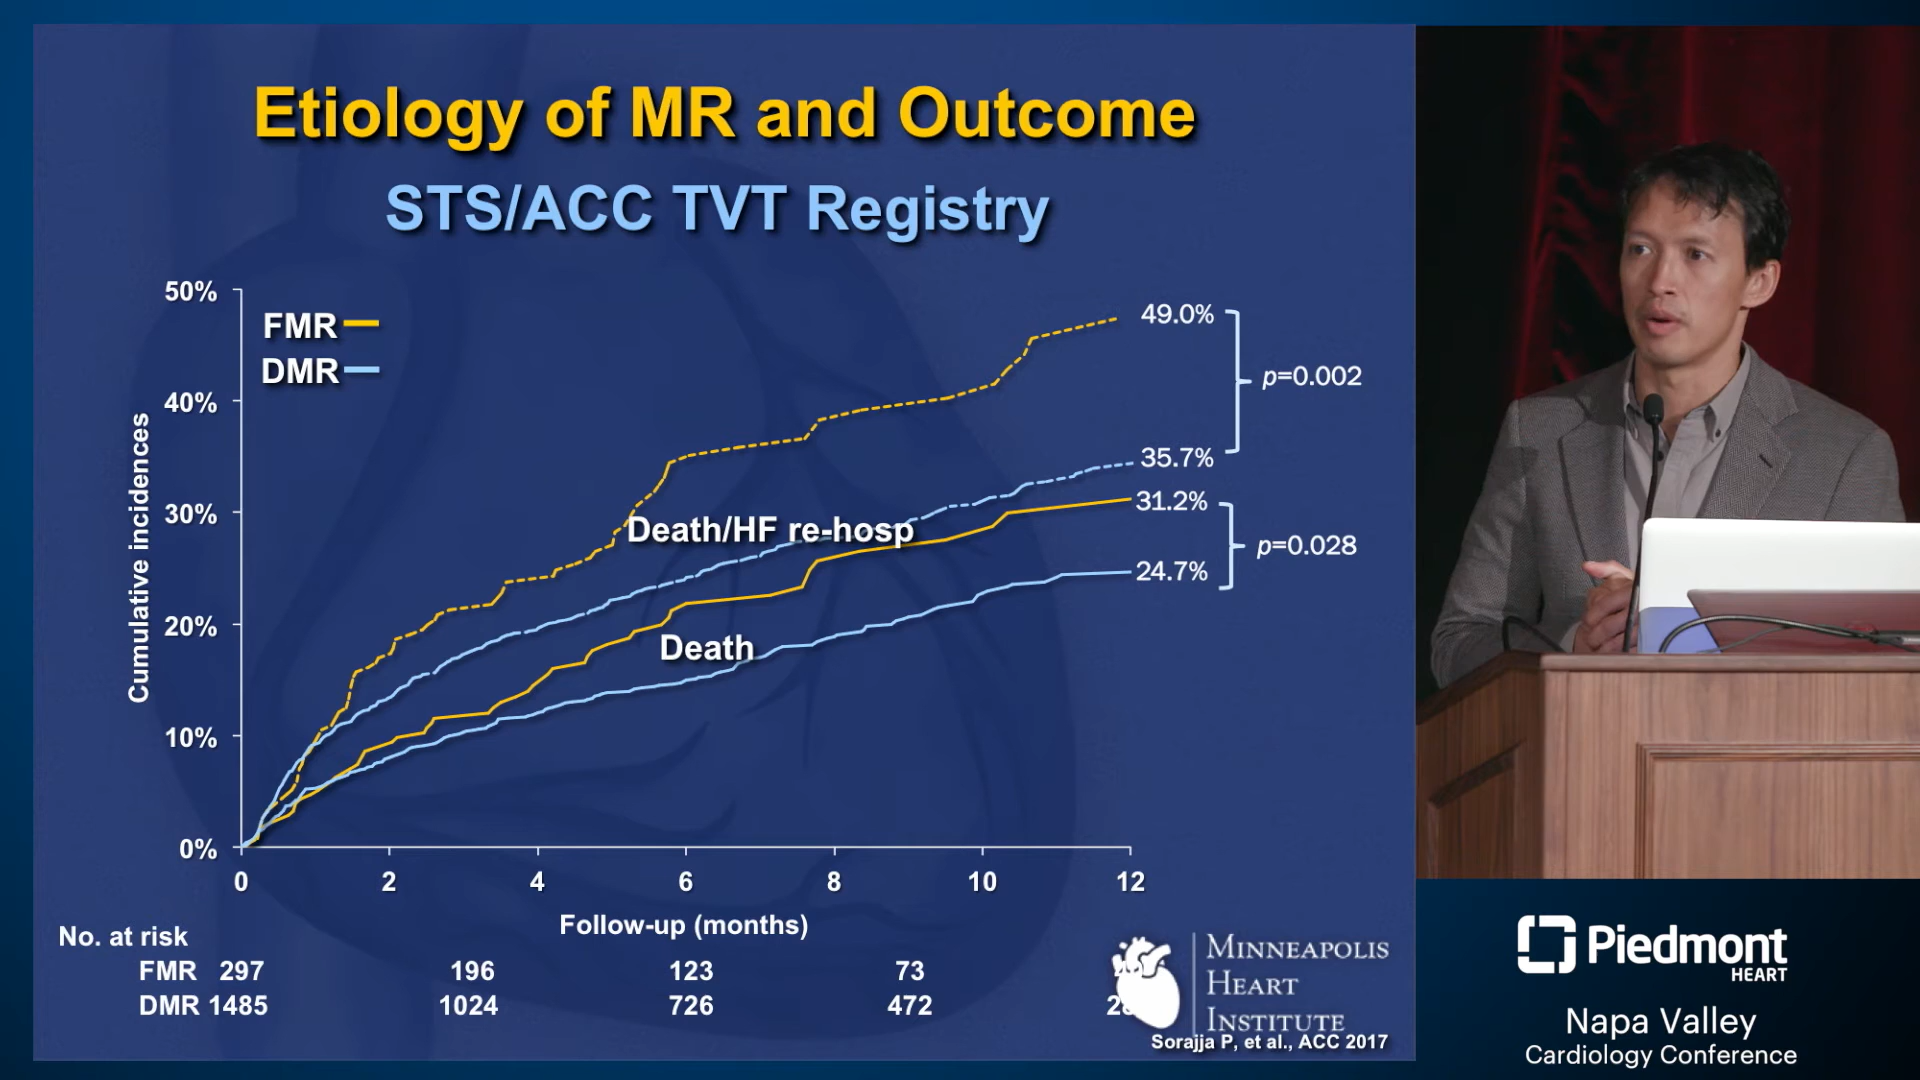 Etiology of MR and Outcome
STS/ACC TVT Registry
50%
40%
30%
20%
10%
0%
Cumulative incidences
FMR
DMR
49.0%
p=0.002
35.7%
31.2%
p=0.028
24.7%
Death/HF re-hosp
Death
0 2 4 6 8 10 12
Follow-up (months)
No. at risk
FMR 297 196 123 73
DMR 1485 1024 726 472
MINNEAPOLIS
HEART
INSTITUTE
Sorajja P, et al., ACC 2017
Piedmont
HEART
Napa Valley
Cardiology Conference